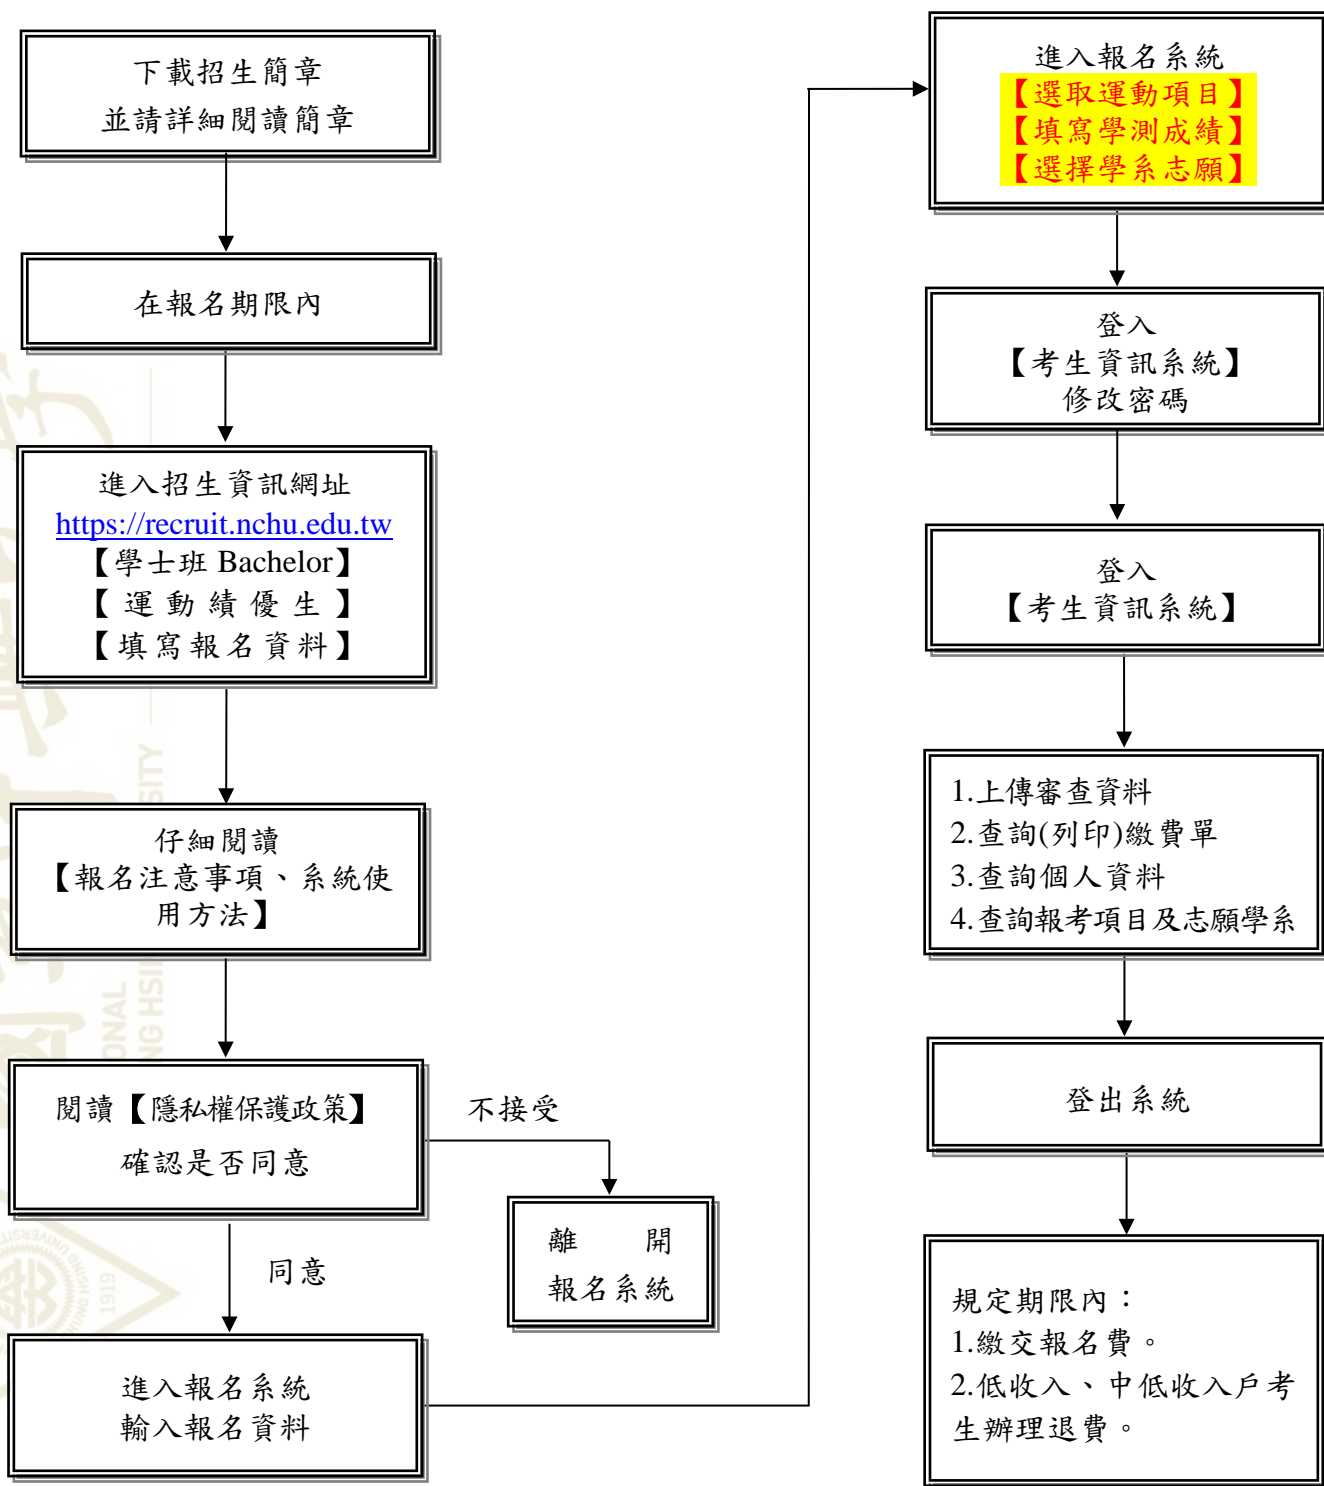 下載招生簡章
並請詳細閱讀簡章
在報名期限內
進入招生資訊網址
https://recruit.nchu.edu.tw
【學士班 Bachelor】
【運動績優生】
【填寫報名資料】
仔細閱讀
【報名注意事項、系統使
用方法】
閱讀【隱私權保護政策】
確認是否同意
不接受
離 開
報名系統
同意
進入報名系統
輸入報名資料
進入報名系統
【選取運動項目】
【填寫學測成績】
【選擇學系志願】
登入
【考生資訊系統】
修改密碼
登入
【考生資訊系統】
1.上傳審查資料
2.查詢(列印)繳費單
3.查詢個人資料
4.查詢報考項目及志願學系
登出系統
規定期限內：
1.繳交報名費。
2.低收入、中低收入戶考
生辦理退費。
1919